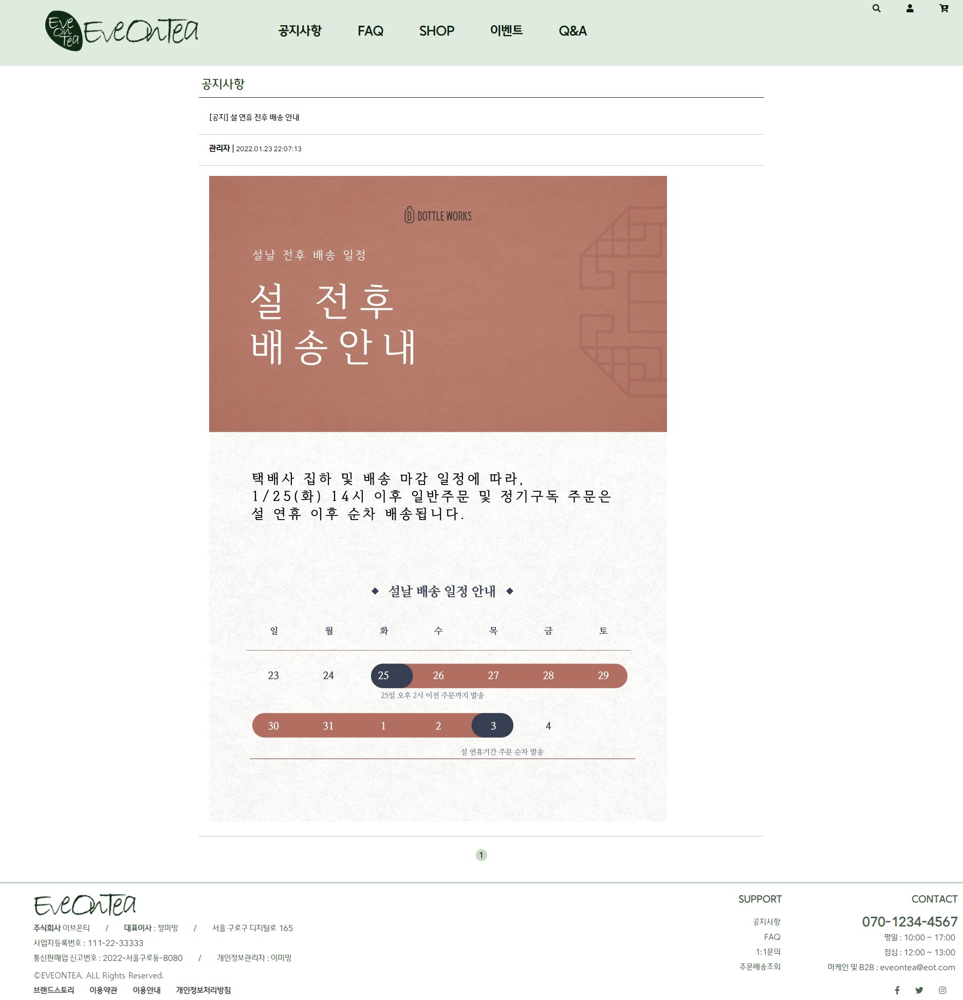 Eve
On
Tea
EveOnTea
공지사항
FAQ
SHOP
이벤트
Q&A
공지사항
[공지] 설 연휴 전후 배송 안내
관리자 | 2022.01.23 22:07:13
B BOTTLE WORKS
설날 전후 배송 일정
설 전후
배송안내
택배사 집하 및 배송 마감 일정에 따라,
1/25(화) 14시 이후 일반주문 및 정기구독 주문은
설 연휴 이후 순차 배송됩니다.
◆ 설날 배송 일정 안내 ◆
일 월 화 수 목 금 토
23 24 25 26 27 28 29
25일 오후 2시 이전 주문까지 발송
30 31 1 2 3 4
설 연휴기간 주문 순차 발송
1
EveOnTea
주식회사 이브온티 / 대표이사 : 정미밍 / 서울 구로구 디지털로 165
사업자등록번호 : 111-22-33333
통신판매업 신고번호 : 2022-서울구로동-8080 / 개인정보관리자 : 이미밍
©EVEONTEA. ALL Rights Reserved.
브랜드스토리 이용약관 이용안내 개인정보처리방침
SUPPORT
공지사항
FAQ
1:1문의
주문배송조회
CONTACT
070-1234-4567
평일 : 10:00 ~ 17:00
점심 : 12:00 ~ 13:00
마케인 및 B2B : eveontea@eot.com